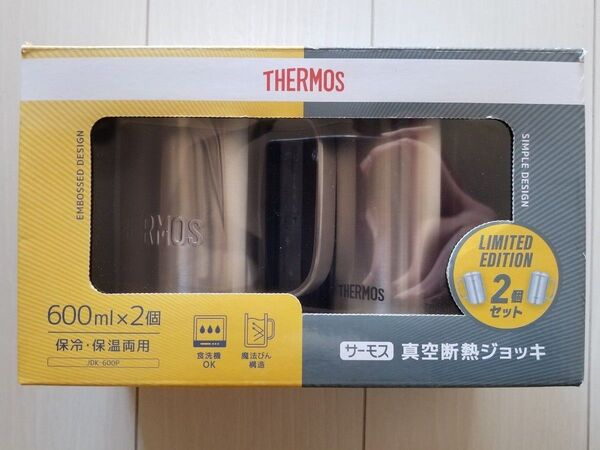 THERMOS
EMBOSSED DESIGN
SIMPLE DESIGN
RMOS
THERMOS
LIMITED
EDITION
2個
セット
600ml×2個
保冷・保温両用
JDK-600P
食洗機
OK
魔法びん
構造
サーモス 真空断熱ジョッキ